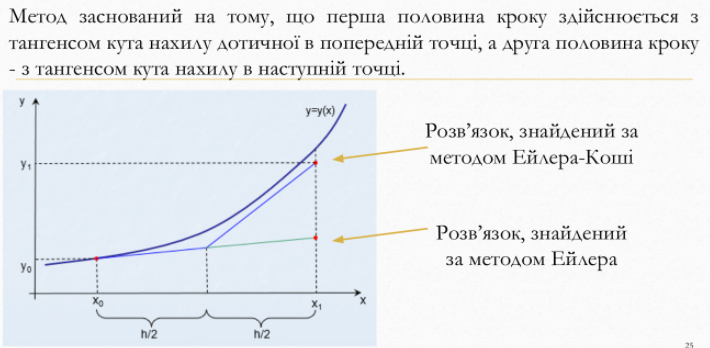 Метод заснований на тому, що перша половина кроку здійснюється з
тангенсом кута нахилу дотичної в попередній точці, а друга половина кроку
- з тангенсом кута нахилу в наступній точці.
y
y=y(x)
Розв’язок, знайдений за
методом Ейлера-Коші
y₁
Розв’язок, знайдений
за методом Ейлера
y₀
x₀
x₁
x
h/2
h/2
25